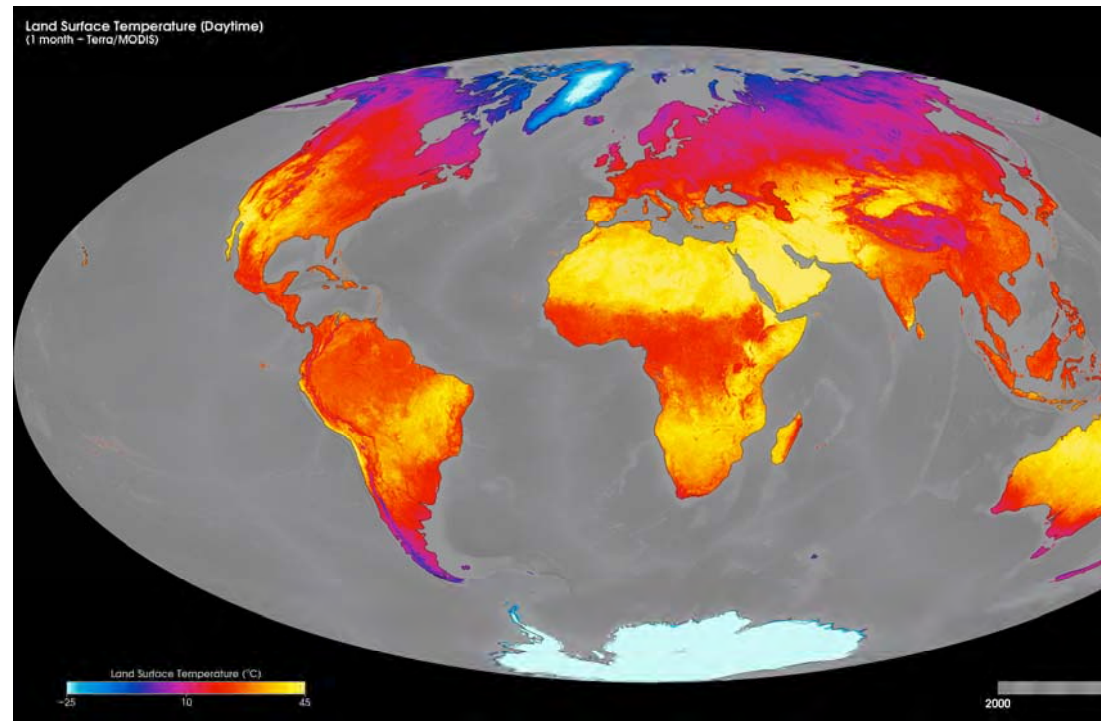 Land Surface Temperature (Daytime)
(1 month – Terra/MODIS)
Land Surface Temperature (°C)
−25 10 45
2000